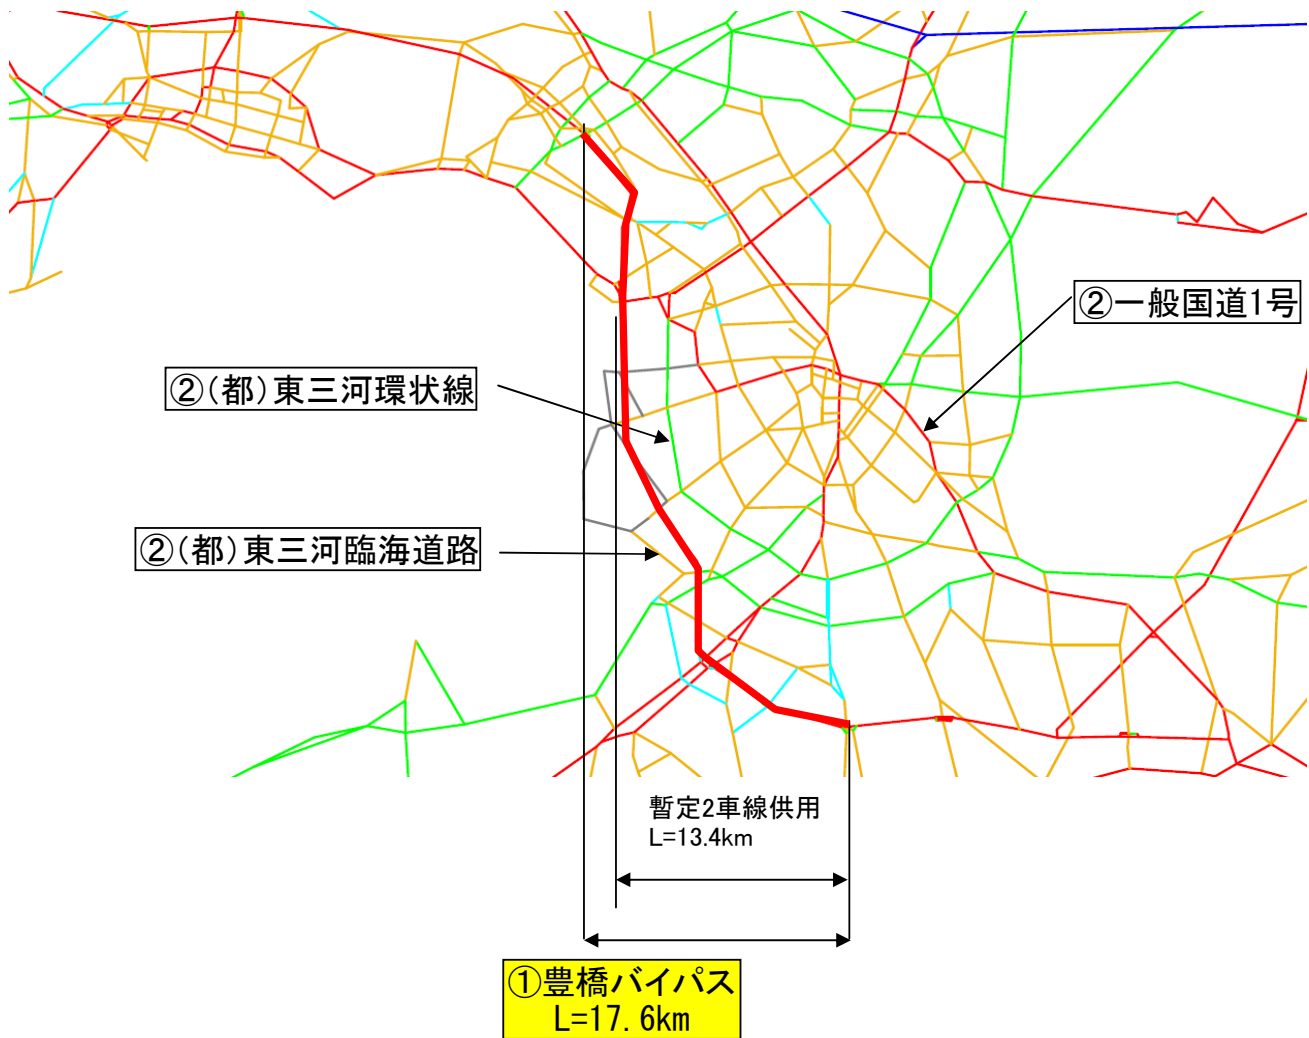 ②一般国道1号
②(都)東三河環状線
②(都)東三河臨海道路
暫定2車線供用
L=13.4km
①豊橋バイパス
L=17.6km